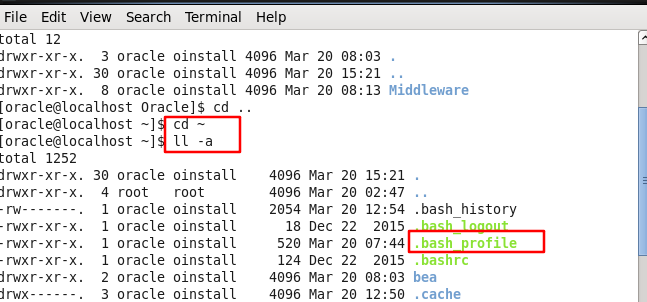 File Edit View Search Terminal Help
total 12
drwxr-xr-x. 3 oracle oinstall 4096 Mar 20 08:03 .
drwxr-xr-x. 30 oracle oinstall 4096 Mar 20 15:21 ..
drwxr-xr-x. 8 oracle oinstall 4096 Mar 20 08:13 Middleware
[oracle@localhost Oracle]$ cd ..
[oracle@localhost ~]$ cd ~
[oracle@localhost ~]$ ll -a
total 1252
drwxr-xr-x. 30 oracle oinstall 4096 Mar 20 15:21 .
drwxr-xr-x. 4 root root 4096 Mar 20 02:47 ..
-rw-------. 1 oracle oinstall 2054 Mar 20 12:54 .bash_history
-rwxr-xr-x. 1 oracle oinstall 18 Dec 22 2015 .bash_logout
-rwxr-xr-x. 1 oracle oinstall 520 Mar 20 07:44 .bash_profile
-rwxr-xr-x. 1 oracle oinstall 124 Dec 22 2015 .bashrc
drwxr-xr-x. 2 oracle oinstall 4096 Mar 20 08:03 bea
drwx------. 3 oracle oinstall 4096 Mar 20 12:50 .cache